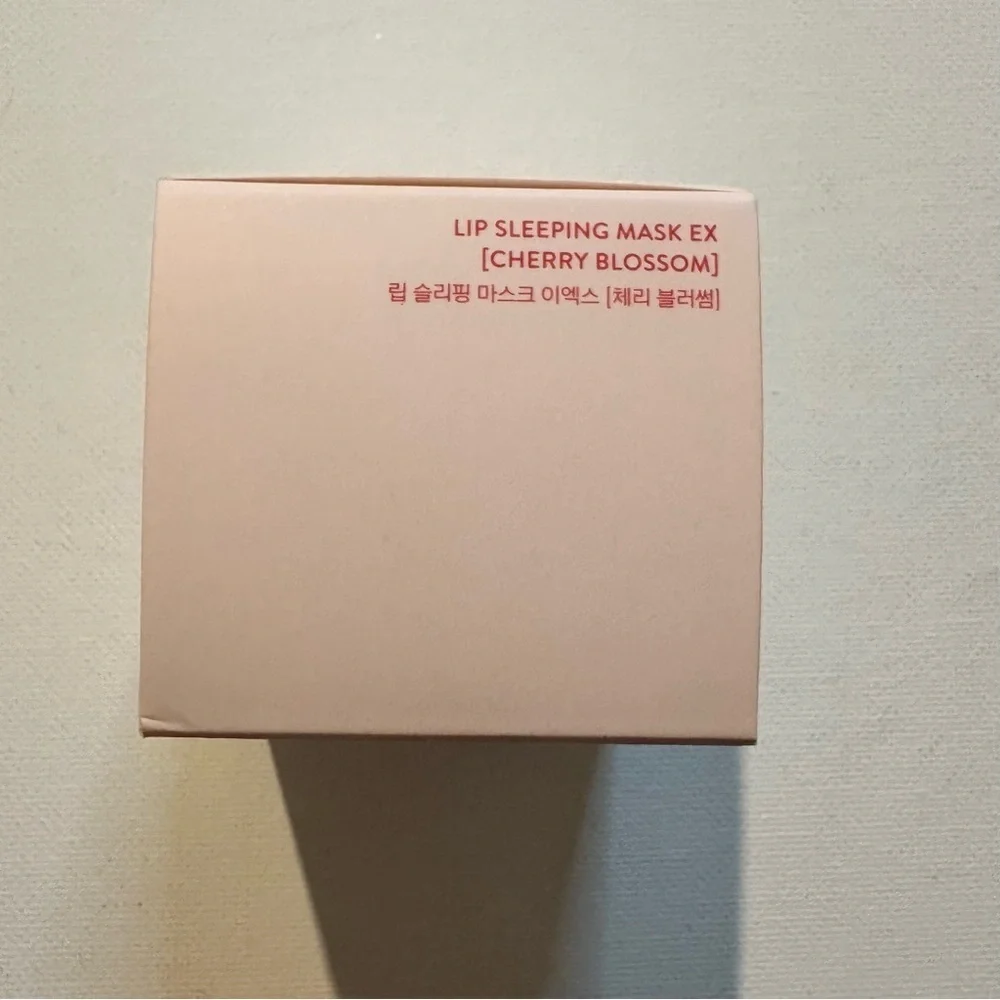 LIP SLEEPING MASK EX
[CHERRY BLOSSOM]
립 슬리핑 마스크 이엑스 [체리 블러썸]